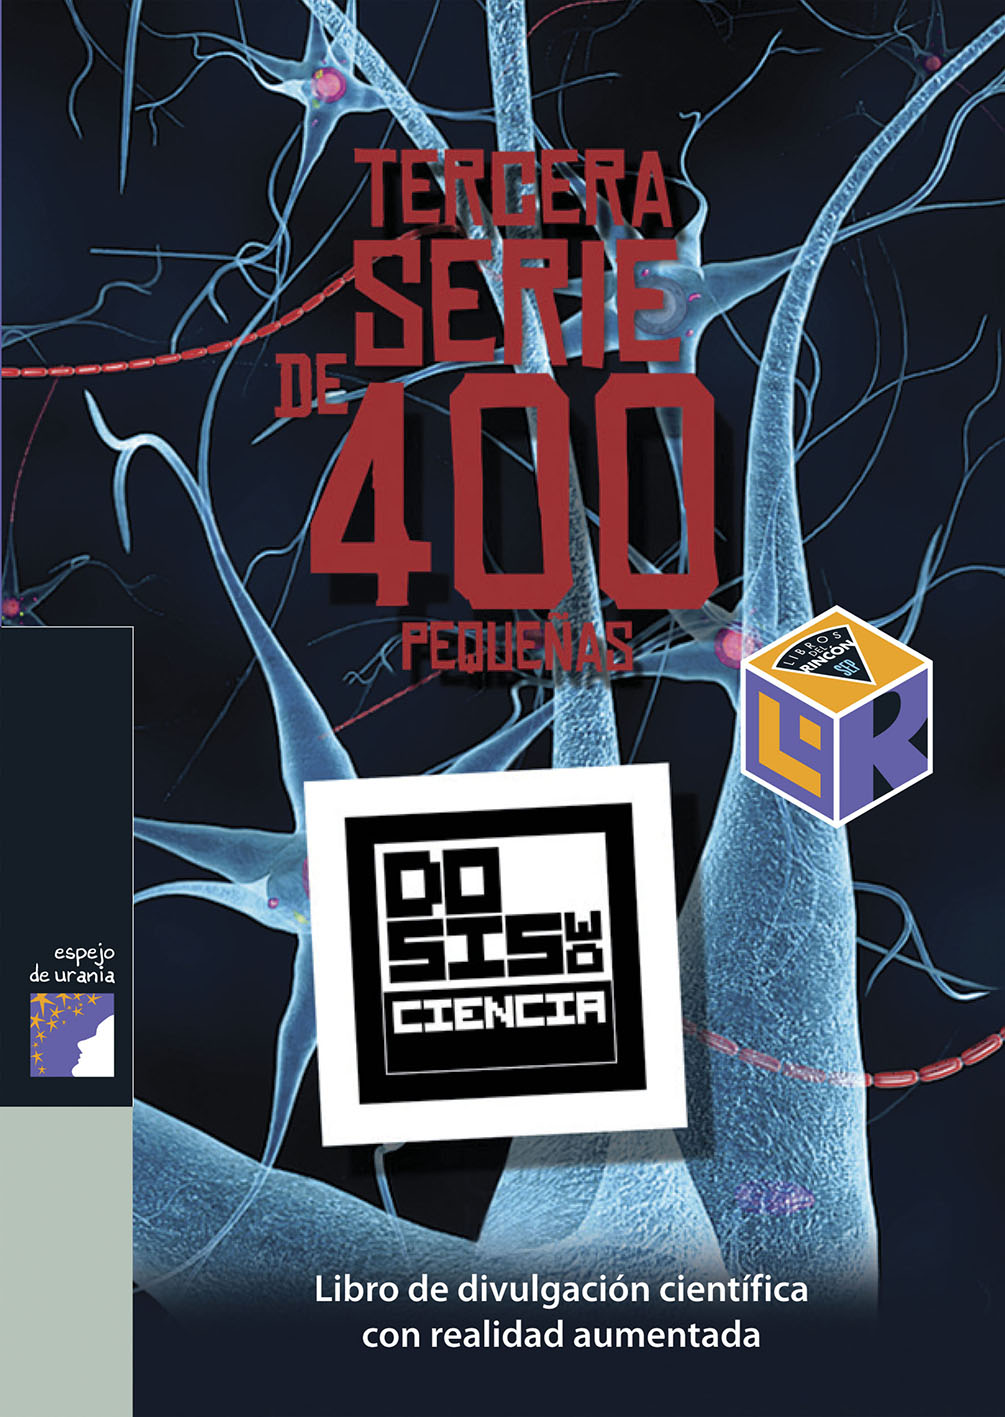 TERCERA
SERIE
DE
400
PEQUEÑAS
LIBROS
DEL
RINCÓN
SEP
LR
DO
SIS DE
CIENCIA
espejo
de urania
Libro de divulgación científica
con realidad aumentada